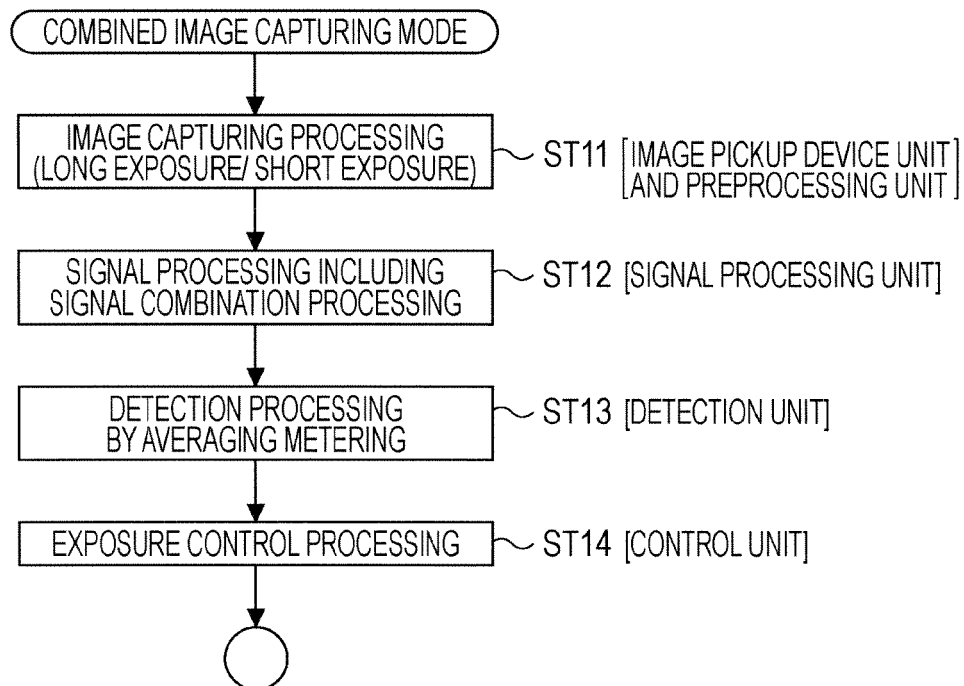 COMBINED IMAGE CAPTURING MODE
IMAGE CAPTURING PROCESSING
(LONG EXPOSURE/ SHORT EXPOSURE)
ST11 [IMAGE PICKUP DEVICE UNIT
AND PREPROCESSING UNIT]
SIGNAL PROCESSING INCLUDING
SIGNAL COMBINATION PROCESSING
ST12 [SIGNAL PROCESSING UNIT]
DETECTION PROCESSING
BY AVERAGING METERING
ST13 [DETECTION UNIT]
EXPOSURE CONTROL PROCESSING
ST14 [CONTROL UNIT]